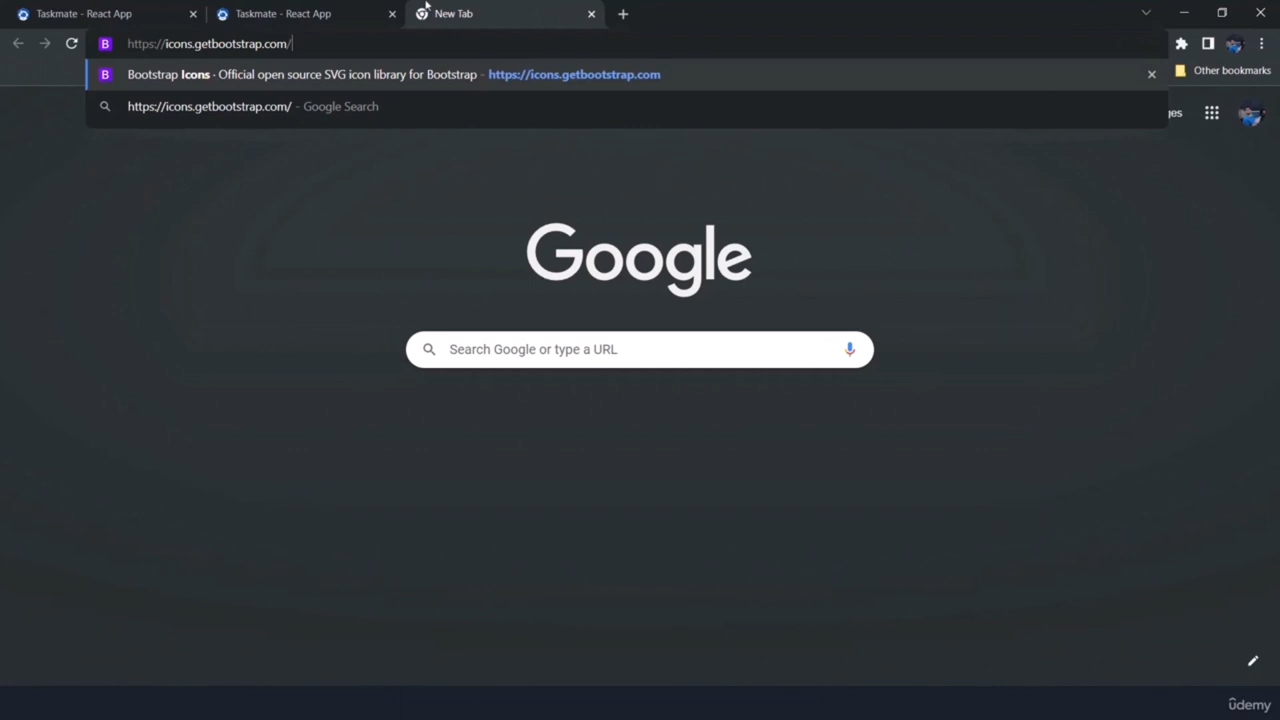 Taskmate - React App
Taskmate - React App
New Tab
https://icons.getbootstrap.com/
Bootstrap Icons · Official open source SVG icon library for Bootstrap - https://icons.getbootstrap.com
Other bookmarks
https://icons.getbootstrap.com/ - Google Search
ges
Google
Search Google or type a URL
udemy